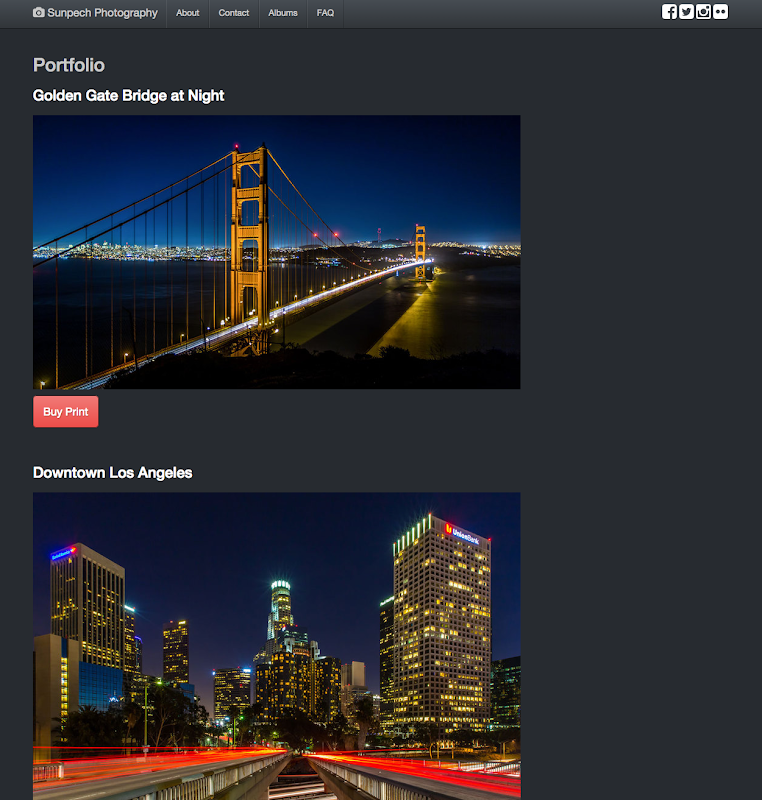 Sunpech Photography About Contact Albums FAQ
Portfolio
Golden Gate Bridge at Night
Buy Print
Downtown Los Angeles
UnionBank